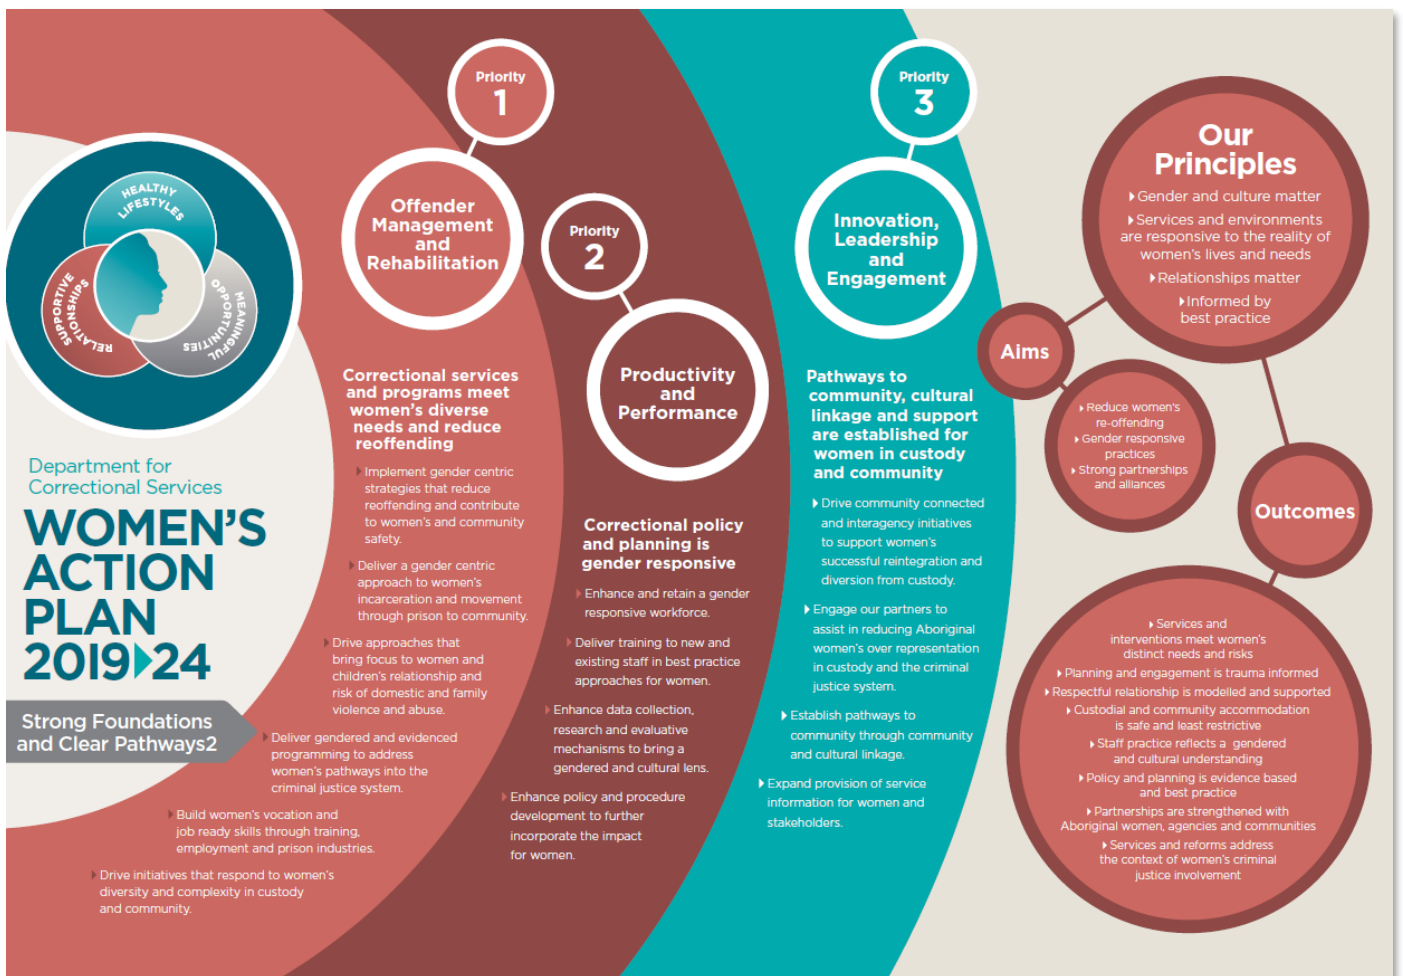 HEALTHY
LIFESTYLES
SUPPORTIVE
RELATIONSHIPS
MEANINGFUL
OPPORTUNITIES
Department for
Correctional Services
WOMEN'S
ACTION
PLAN
2019 24
Strong Foundations
and Clear Pathways2
Priority
1
Offender
Management
and
Rehabilitation
Correctional services
and programs meet
women's diverse
needs and reduce
reoffending
Implement gender centric
strategies that reduce
reoffending and contribute
to women's and community
safety.
Deliver a gender centric
approach to women's
incarceration and movement
through prison to community.
Drive approaches that
bring focus to women and
children's relationship and
risk of domestic and family
violence and abuse.
Deliver gendered and evidenced
programming to address
women's pathways into the
criminal justice system.
Build women's vocation and
job ready skills through training,
employment and prison industries.
Drive initiatives that respond to women's
diversity and complexity in custody
and community.
Priority
2
Productivity
and
Performance
Correctional policy
and planning is
gender responsive
Enhance and retain a gender
responsive workforce.
Deliver training to new and
existing staff in best practice
approaches for women.
Enhance data collection,
research and evaluative
mechanisms to bring a
gendered and cultural lens.
Enhance policy and procedure
development to further
incorporate the impact
for women.
Priority
3
Innovation,
Leadership
and
Engagement
Pathways to
community, cultural
linkage and support
are established for
women in custody
and community
Drive community connected
and interagency initiatives
to support women's
successful reintegration and
diversion from custody.
Engage our partners to
assist in reducing Aboriginal
women's over representation
in custody and the criminal
justice system.
Establish pathways to
community through community
and cultural linkage.
Expand provision of service
information for women and
stakeholders.
Our
Principles
Gender and culture matter
Services and environments
are responsive to the reality of
women's lives and needs
Relationships matter
Informed by
best practice
Aims
Reduce women's
re-offending
Gender responsive
practices
Strong partnerships
and alliances
Outcomes
Services and
interventions meet women's
distinct needs and risks
Planning and engagement is trauma informed
Respectful relationship is modelled and supported
Custodial and community accommodation
is safe and least restrictive
Staff practice reflects a gendered
and cultural understanding
Policy and planning is evidence based
and best practice
Partnerships are strengthened with
Aboriginal women, agencies and communities
Services and reforms address
the context of women's criminal
justice involvement